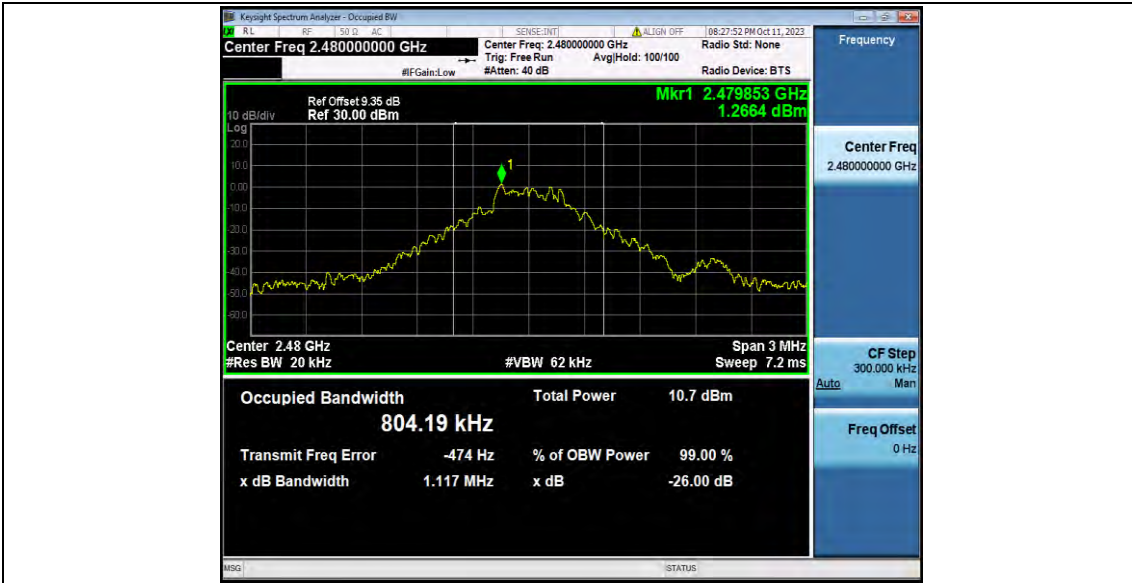 Keysight Spectrum Analyzer - Occupied BW
RL RF 50 Ω AC SENSE:INT ALIGN OFF 08:27:52 PM Oct 11, 2023
Center Freq 2.480000000 GHz
Center Freq: 2.480000000 GHz Radio Std: None
Trig: Free Run Avg|Hold: 100/100
#IFGain:Low #Atten: 40 dB Radio Device: BTS
Frequency
Mkr1 2.479853 GHz
1.2664 dBm
Ref Offset 9.35 dB
10 dB/div Ref 30.00 dBm
Log
20.0
10.0
0.00
-10.0
-20.0
-30.0
-40.0
-50.0
-60.0
1
Center 2.48 GHz Span 3 MHz
#Res BW 20 kHz #VBW 62 kHz Sweep 7.2 ms
Center Freq
2.480000000 GHz
CF Step
300.000 kHz
Auto Man
Freq Offset
0 Hz
Occupied Bandwidth Total Power 10.7 dBm
804.19 kHz
Transmit Freq Error -474 Hz % of OBW Power 99.00 %
x dB Bandwidth 1.117 MHz x dB -26.00 dB
MSG STATUS